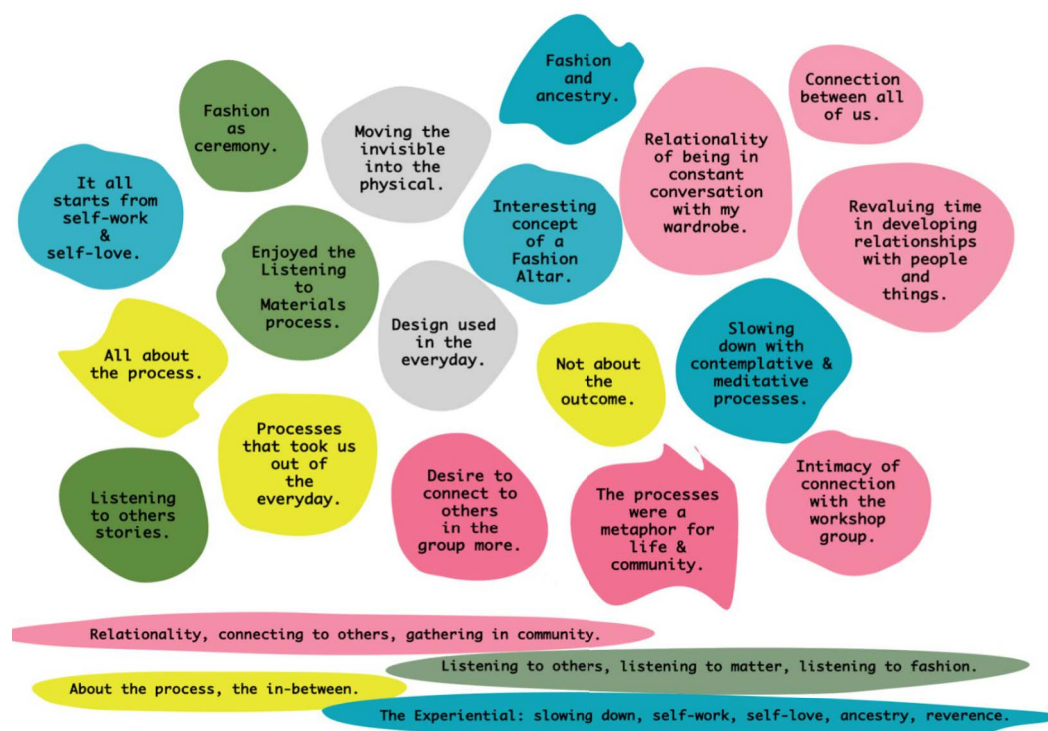 Fashion
and
ancestry.
Connection
between all
of us.
Fashion
as
ceremony.
Moving the
invisible
into the
physical.
Relationality
of being in
constant
conversation
with my
wardrobe.
It all
starts from
self-work
&
self-love.
Interesting
concept
of a
Fashion
Altar.
Revaluing time
in developing
relationships
with people
and
things.
Enjoyed the
Listening
to
Materials
process.
Design used
in the
everyday.
Slowing
down with
contemplative &
meditative
processes.
All about
the process.
Not about
the
outcome.
Processes
that took us
out of
the
everyday.
Desire to
connect to
others
in the
group more.
The processes
were a
metaphor for
life &
community.
Intimacy of
connection
with the
workshop
group.
Listening
to others
stories.
Relationality, connecting to others, gathering in community.
Listening to others, listening to matter, listening to fashion.
About the process, the in-between.
The Experiential: slowing down, self-work, self-love, ancestry, reverence.